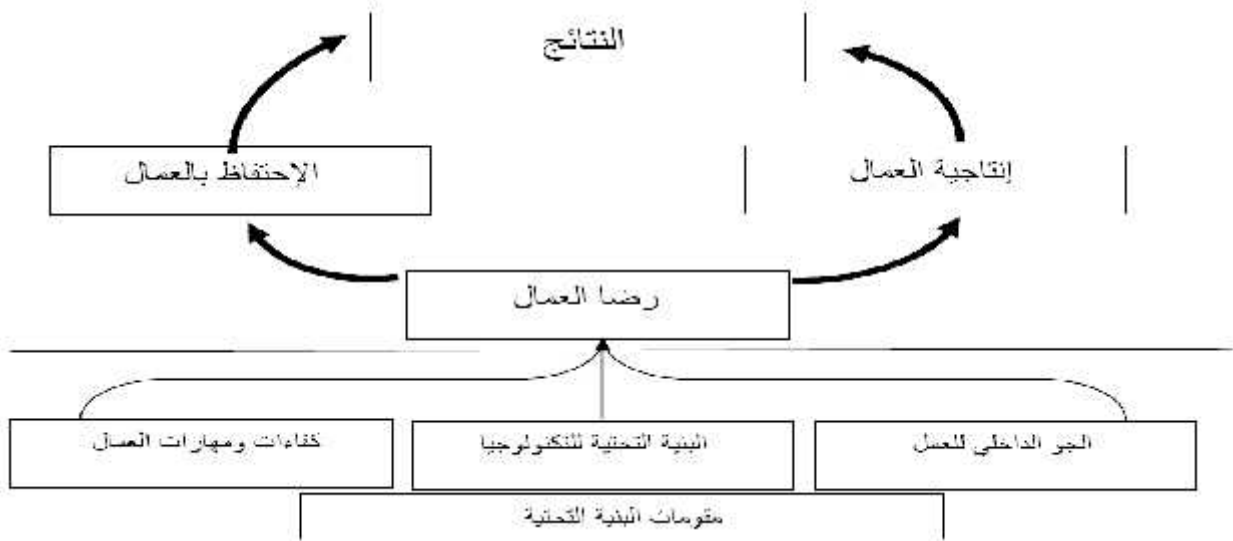 النتائج
إنتاجية العمال
الإحتفاظ بالعمال
رضا العمال
الجو الداخلي للعمل
البنية التحتية للتكنولوجيا
كفاءات ومهارات العمال
مقومات البنية التحتية